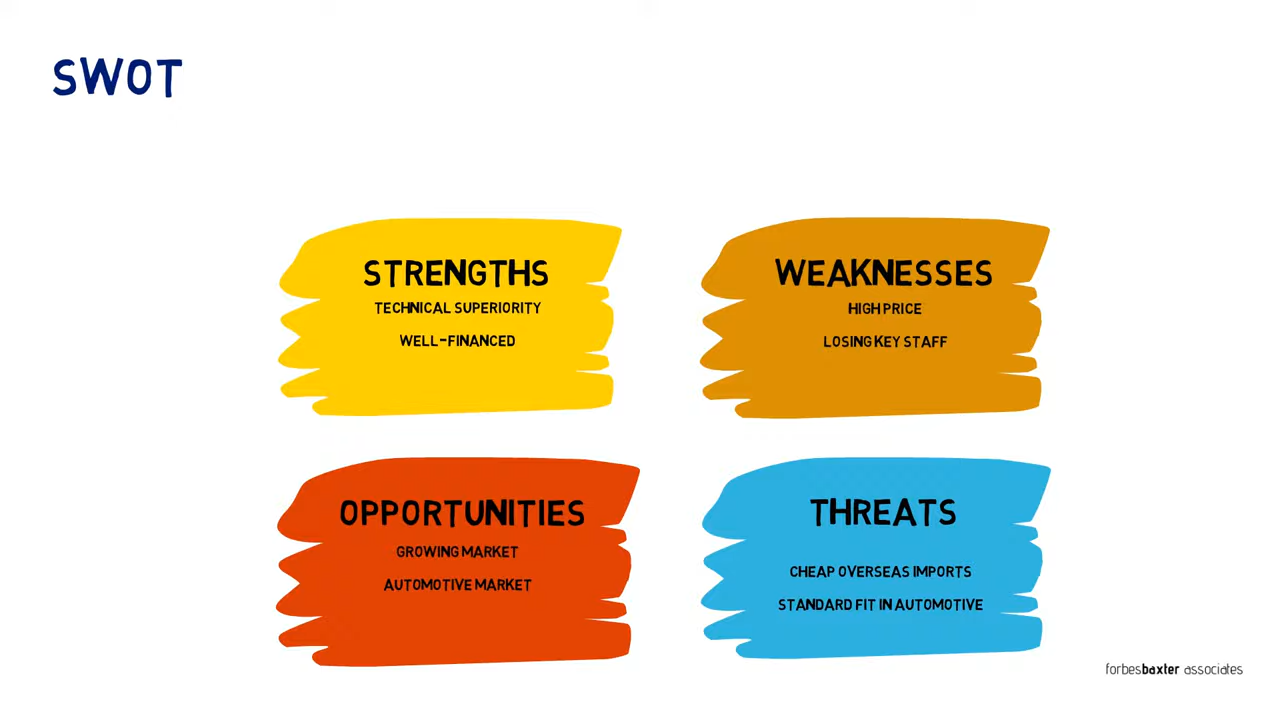 SWOT
STRENGTHS
TECHNICAL SUPERIORITY
WELL-FINANCED
WEAKNESSES
HIGH PRICE
LOSING KEY STAFF
OPPORTUNITIES
GROWING MARKET
AUTOMOTIVE MARKET
THREATS
CHEAP OVERSEAS IMPORTS
STANDARD FIT IN AUTOMOTIVE
forbesbaxter associates